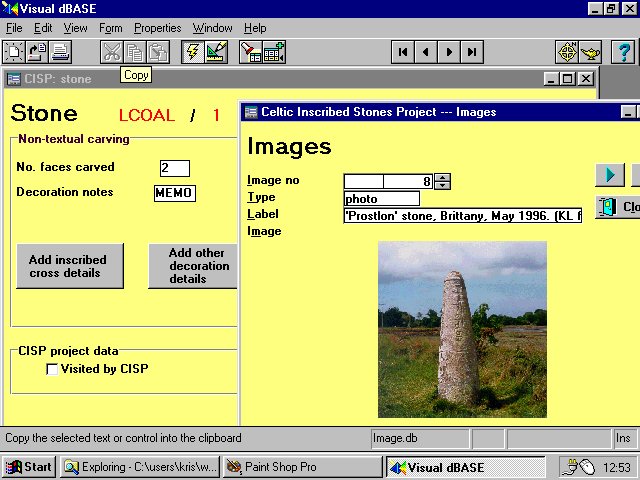 Visual dBASE
File Edit View Form Properties Window Help
Copy
CISP: stone
Stone LCOAL / 1
Non-textual carving
No. faces carved 2
Decoration notes MEMO
Add inscribed cross details
Add other decoration details
CISP project data
Visited by CISP
Celtic Inscribed Stones Project --- Images
Images
Image no 8
Type photo
Label 'Prostlon' stone, Brittany, May 1996. (KL f
Image
Clo
Copy the selected text or control into the clipboard Image.db Ins
Start Exploring - C:\users\kris\w... Paint Shop Pro Visual dBASE 12:53